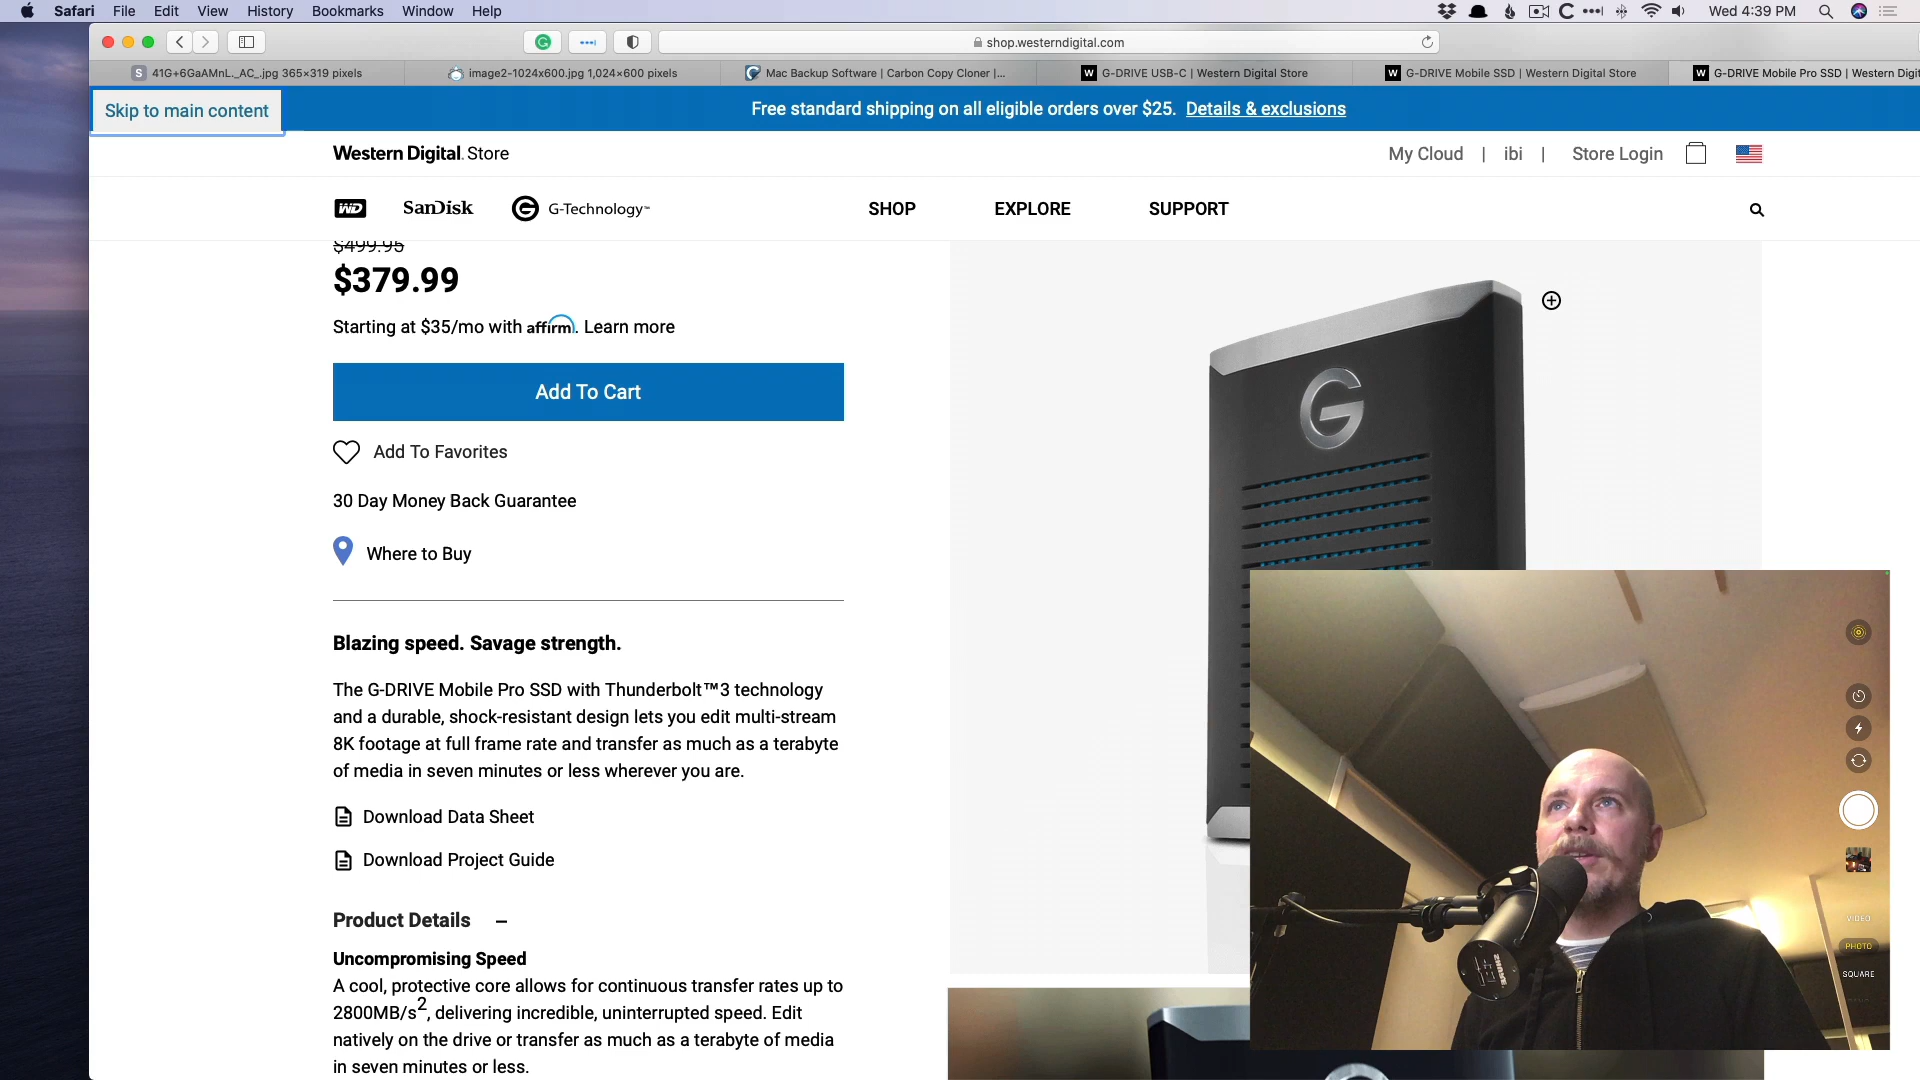 Safari File Edit View History Bookmarks Window Help Wed 4:39 PM
shop.westerndigital.com
41G+6GaAMnL._AC_.jpg 365×319 pixels
image2-1024x600.jpg 1,024×600 pixels
Mac Backup Software | Carbon Copy Cloner |...
G-DRIVE USB-C | Western Digital Store
G-DRIVE Mobile SSD | Western Digital Store
G-DRIVE Mobile Pro SSD | Western Digit
Skip to main content
Free standard shipping on all eligible orders over $25. Details & exclusions
Western Digital. Store
My Cloud | ibi | Store Login
WD SanDisk G-Technology™
SHOP EXPLORE SUPPORT
$499.95
$379.99
Starting at $35/mo with affirm. Learn more
Add To Cart
Add To Favorites
30 Day Money Back Guarantee
Where to Buy
Blazing speed. Savage strength.
The G-DRIVE Mobile Pro SSD with Thunderbolt™3 technology
and a durable, shock-resistant design lets you edit multi-stream
8K footage at full frame rate and transfer as much as a terabyte
of media in seven minutes or less wherever you are.
Download Data Sheet
Download Project Guide
Product Details –
Uncompromising Speed
A cool, protective core allows for continuous transfer rates up to
2800MB/s2, delivering incredible, uninterrupted speed. Edit
natively on the drive or transfer as much as a terabyte of media
in seven minutes or less.
G
VIDEO
PHOTO
SQUARE
SHURE